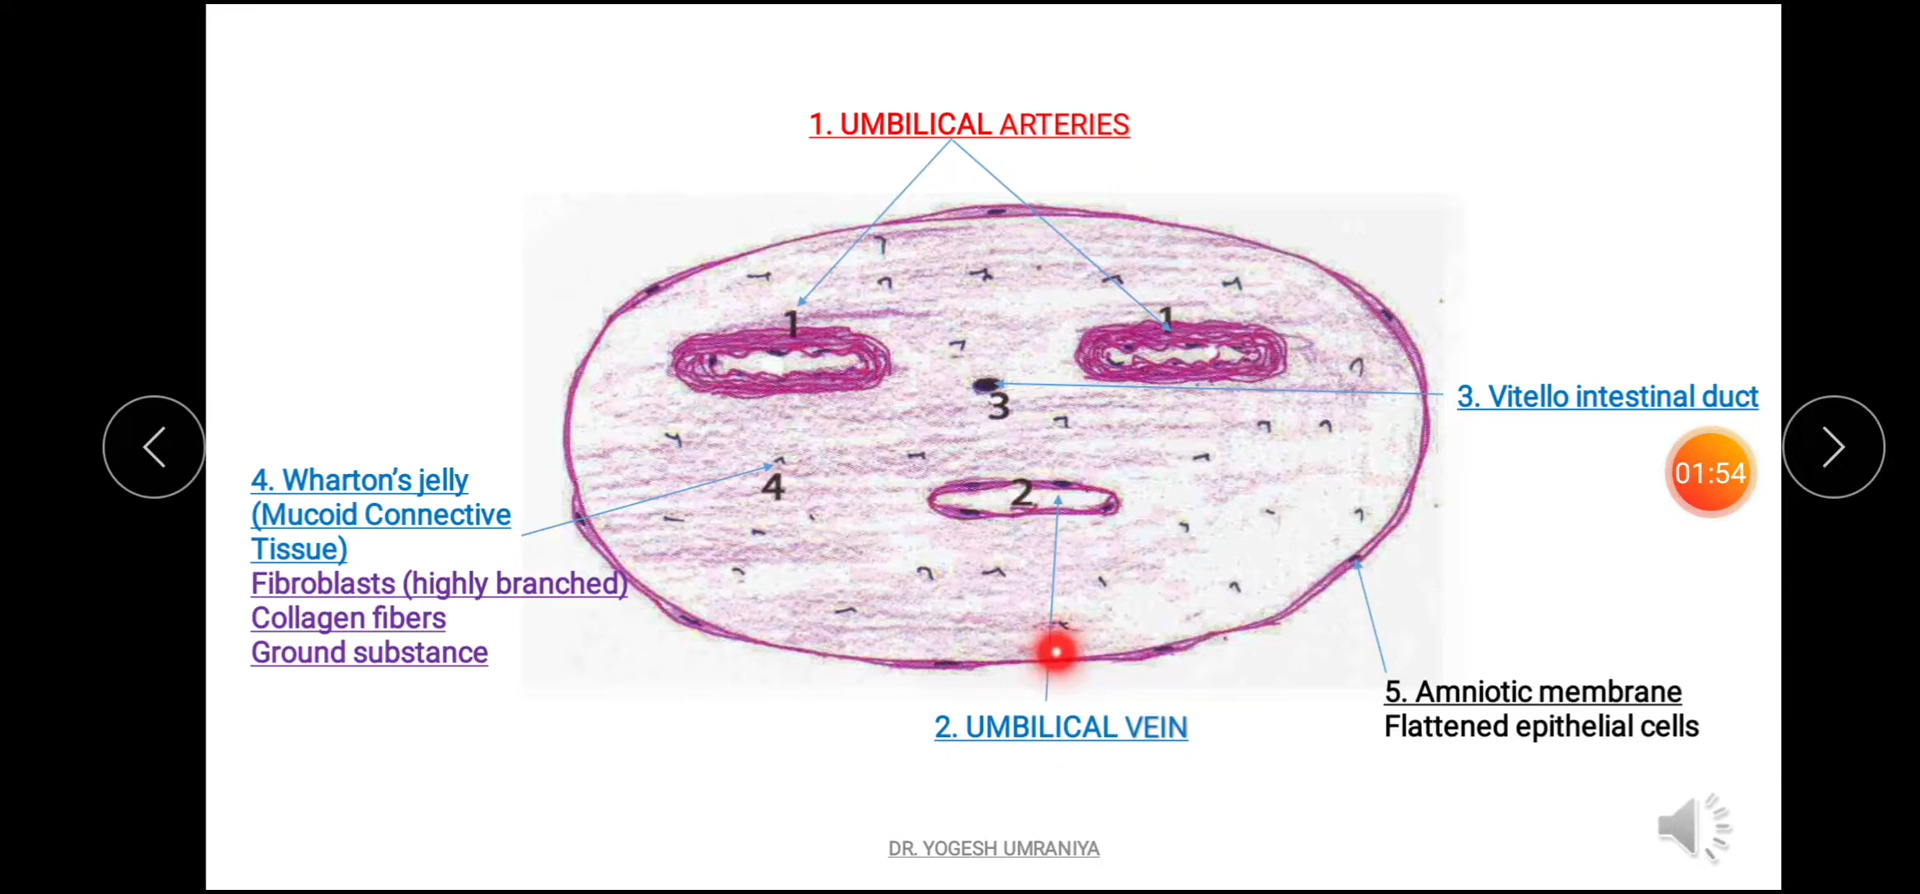 1. UMBILICAL ARTERIES
1
1
3
3. Vitello intestinal duct
01:54
4. Wharton’s jelly
(Mucoid Connective
Tissue)
Fibroblasts (highly branched)
Collagen fibers
Ground substance
4
2
2. UMBILICAL VEIN
5. Amniotic membrane
Flattened epithelial cells
DR. YOGESH UMRANIYA